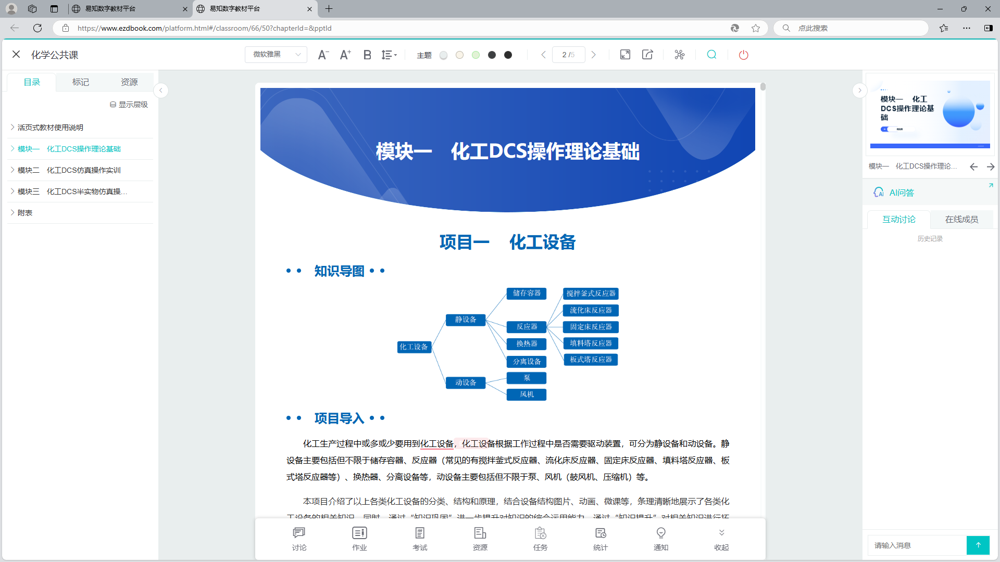 易知数字教材平台
易知数字教材平台
https://www.ezdbook.com/platform.html#/classroom/66/50?chapterId=&pptId
点此搜索
化学公共课
微软雅黑
A⁻ A⁺ B
主题
2 /5
目录 标记 资源
显示层级
活页式教材使用说明
模块一　化工DCS操作理论基础
模块二　化工DCS仿真操作实训
模块三　化工DCS半实物仿真操...
附表
模块一　化工DCS操作理论基础
项目一　化工设备
知识导图
储存容器 搅拌釜式反应器
流化床反应器
静设备
反应器 固定床反应器
换热器 填料塔反应器
化工设备
分离设备 板式塔反应器
泵
动设备
风机
项目导入
化工生产过程中或多或少要用到化工设备，化工设备根据工作过程中是否需要驱动装置，可分为静设备和动设备。静
设备主要包括但不限于储存容器、反应器（常见的有搅拌釜式反应器、流化床反应器、固定床反应器、填料塔反应器、板
式塔反应器等）、换热器、分离设备等，动设备主要包括但不限于泵、风机（鼓风机、压缩机）等。
本项目介绍了以上各类化工设备的分类、结构和原理，结合设备结构图片、动画、微课等，条理清晰地展示了各类化
工设备的相关知识。同时，通过“知识巩固”进一步提升对知识的综合运用能力，通过“知识提升”对相关知识进行拓
讨论 作业 考试 资源 任务 统计 通知 收起
模块一　化工
DCS操作理论基
础
模块一　化工DCS操作理论...
AI问答
互动讨论 在线成员
历史记录
请输入消息